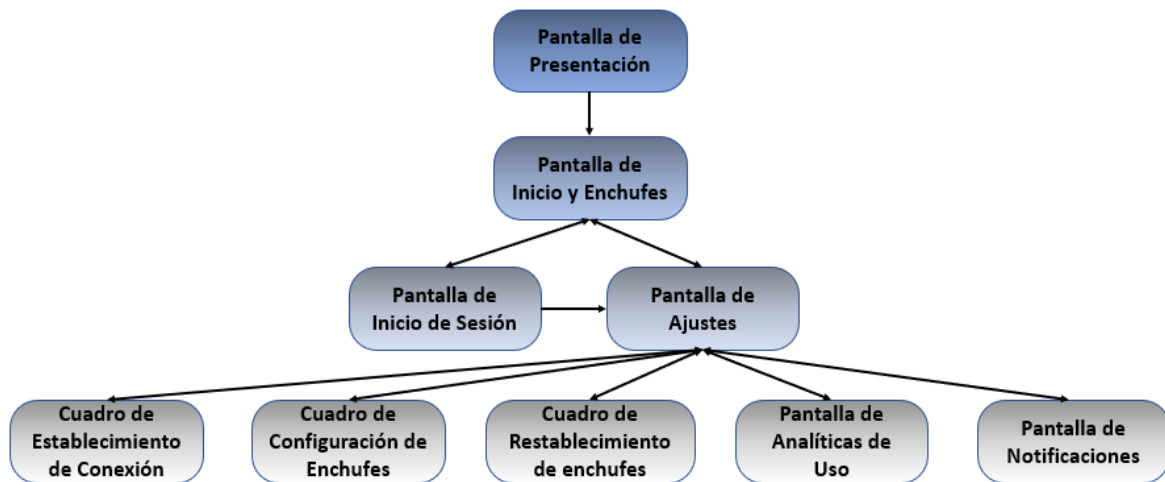 Pantalla de
Presentación
Pantalla de
Inicio y Enchufes
Pantalla de
Inicio de Sesión
Pantalla de
Ajustes
Cuadro de
Establecimiento
de Conexión
Cuadro de
Configuración de
Enchufes
Cuadro de
Restablecimiento
de enchufes
Pantalla de
Analíticas de
Uso
Pantalla de
Notificaciones